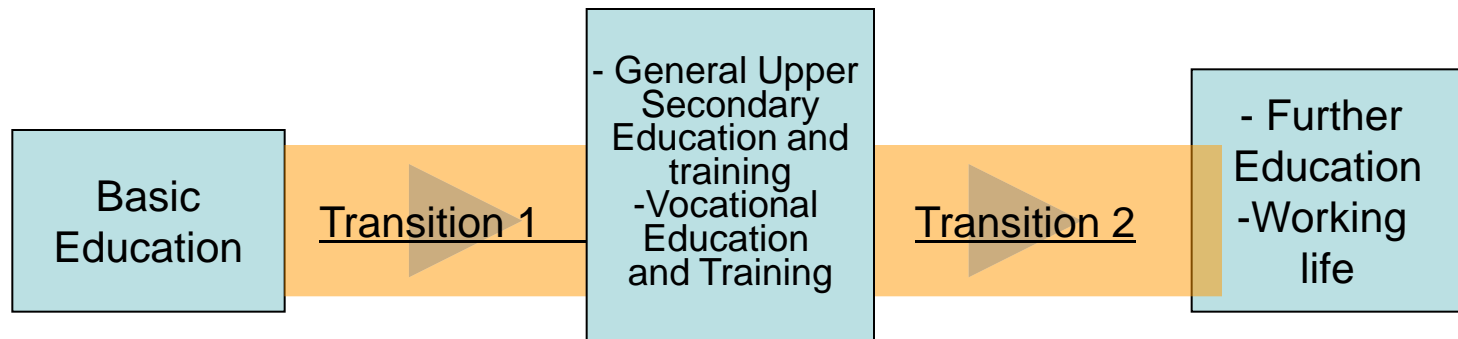 Basic
Education
Transition 1
- General Upper
Secondary
Education and
training
-Vocational
Education
and Training
Transition 2
- Further
Education
-Working
life